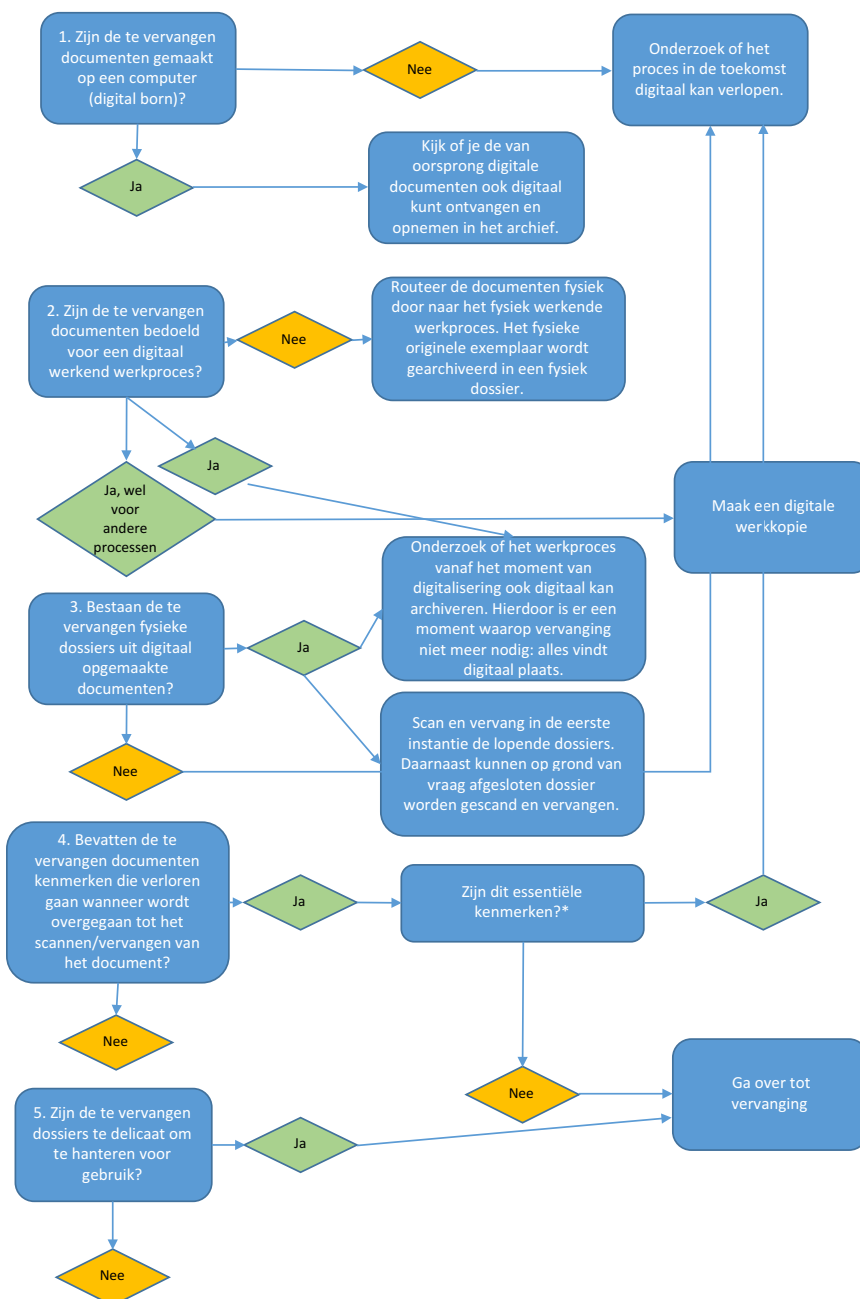 1. Zijn de te vervangen
documenten gemaakt
op een computer
(digital born)?
Nee
Onderzoek of het
proces in de toekomst
digitaal kan verlopen.
Ja
Kijk of je de van
oorsprong digitale
documenten ook digitaal
kunt ontvangen en
opnemen in het archief.
2. Zijn de te vervangen
documenten bedoeld
voor een digitaal
werkend werkproces?
Nee
Routeer de documenten fysiek
door naar het fysiek werkende
werkproces. Het fysieke
originele exemplaar wordt
gearchiveerd in een fysiek
dossier.
Ja
Ja, wel
voor
andere
processen
Maak een digitale
werkkopie
Onderzoek of het werkproces
vanaf het moment van
digitalisering ook digitaal kan
archiveren. Hierdoor is er een
moment waarop vervanging
niet meer nodig: alles vindt
digitaal plaats.
3. Bestaan de te
vervangen fysieke
dossiers uit digitaal
opgemaakte
documenten?
Ja
Scan en vervang in de eerste
instantie de lopende dossiers.
Daarnaast kunnen op grond van
vraag afgesloten dossier
worden gescand en vervangen.
Nee
4. Bevatten de te
vervangen documenten
kenmerken die verloren
gaan wanneer wordt
overgegaan tot het
scannen/vervangen van
het document?
Ja
Zijn dit essentiële
kenmerken?*
Ja
Nee
Nee
Ga over tot
vervanging
5. Zijn de te vervangen
dossiers te delicaat om
te hanteren voor
gebruik?
Ja
Nee